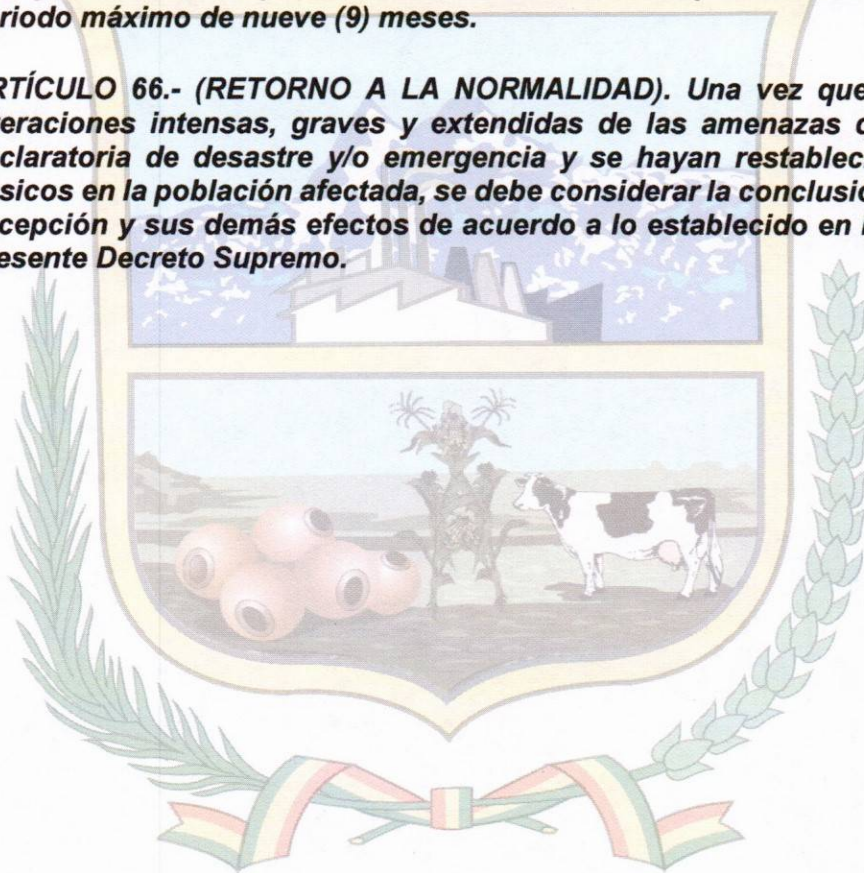 eriodo máximo de nueve (9) meses.
RTÍCULO 66.- (RETORNO A LA NORMALIDAD). Una vez que
eraciones intensas, graves y extendidas de las amenazas
claratoria de desastre y/o emergencia y se hayan restablec
sicos en la población afectada, se debe considerar la conclusi
cepción y sus demás efectos de acuerdo a lo establecido en
esente Decreto Supremo.